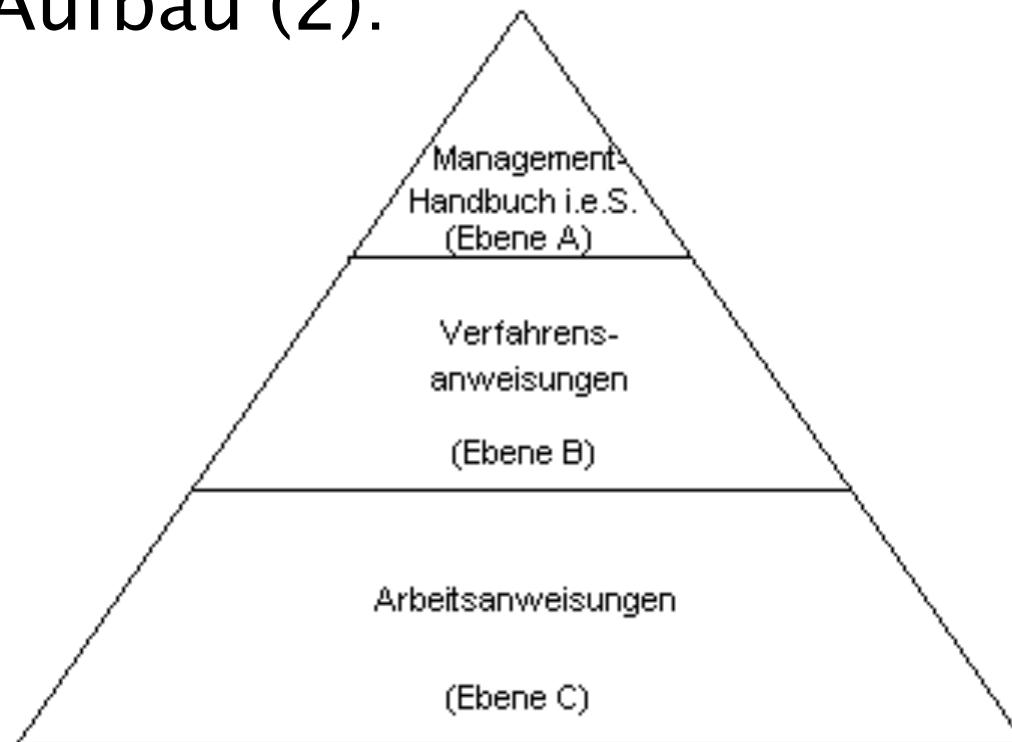 Aufbau (2):
Management-
Handbuch i.e.S.
(Ebene A)
Verfahrens-
anweisungen
(Ebene B)
Arbeitsanweisungen
(Ebene C)